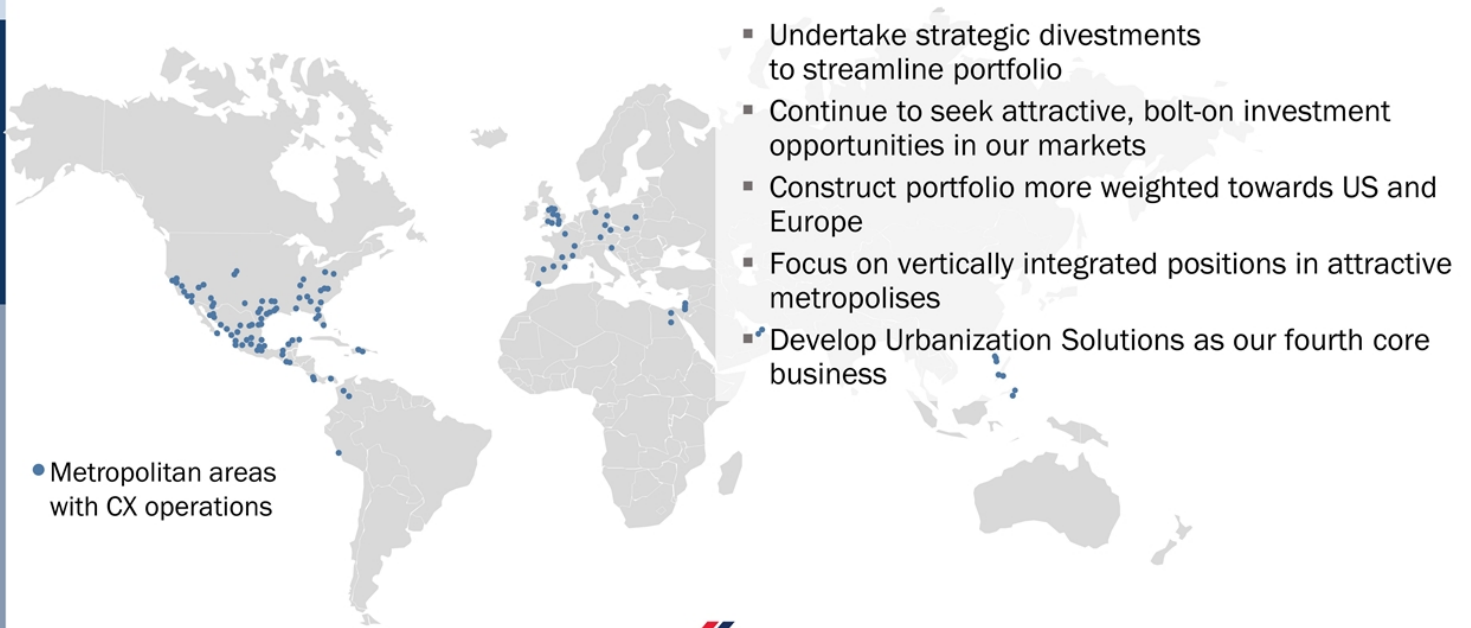 ▪ Undertake strategic divestments
to streamline portfolio
▪ Continue to seek attractive, bolt-on investment
opportunities in our markets
▪ Construct portfolio more weighted towards US and
Europe
▪ Focus on vertically integrated positions in attractive
metropolises
▪ Develop Urbanization Solutions as our fourth core
business
Metropolitan areas
with CX operations